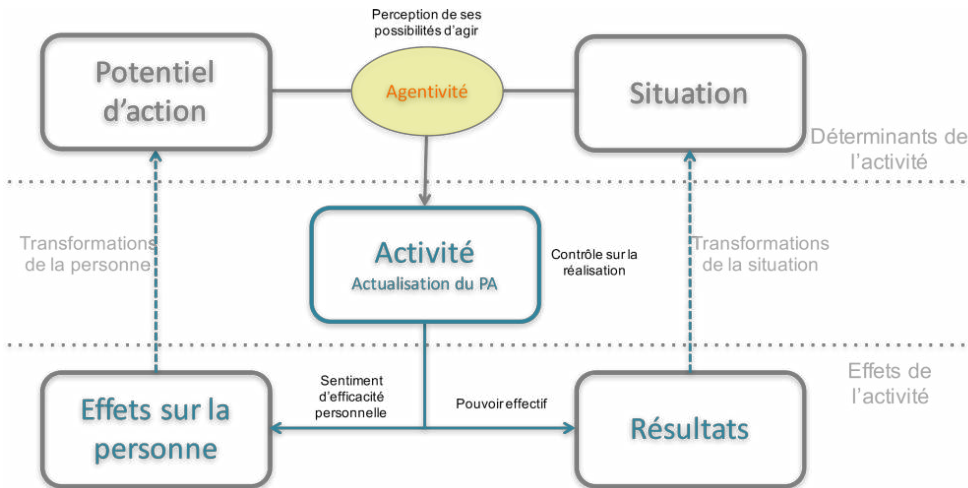 Perception de ses
possibilités d'agir
Potentiel
d'action
Agentivité
Situation
Déterminants de
l'activité
Transformations
de la personne
Activité
Actualisation du PA
Contrôle sur la
réalisation
Transformations
de la situation
Effets de
l'activité
Effets sur la
personne
Sentiment
d'efficacité
personnelle
Pouvoir effectif
Résultats